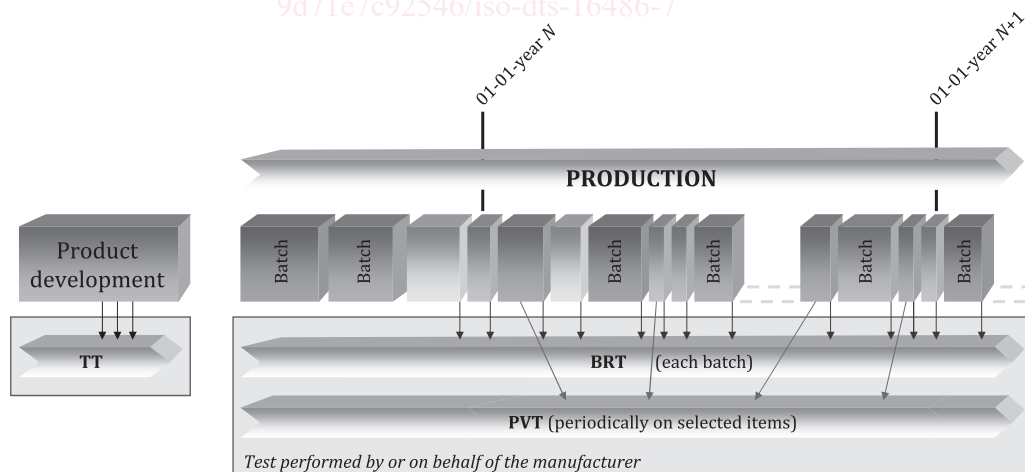 9d71e7c92546/iso-dts-16486-7
01-01-year N
01-01-year N+1
PRODUCTION
Product
development
Batch
Batch
Batch
Batch
Batch
Batch
TT
BRT (each batch)
PVT (periodically on selected items)
Test performed by or on behalf of the manufacturer